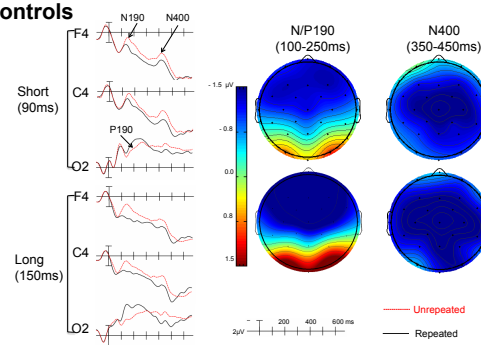 ontrols
N190
N400
N/P190
(100-250ms)
N400
(350-450ms)
F4
Short
(90ms)
C4
P190
O2
- 1.5 µV
- 0.8
0.0
0.8
1.5
F4
C4
Long
(150ms)
O2
2µV
200 400 600 ms
Unrepeated
Repeated